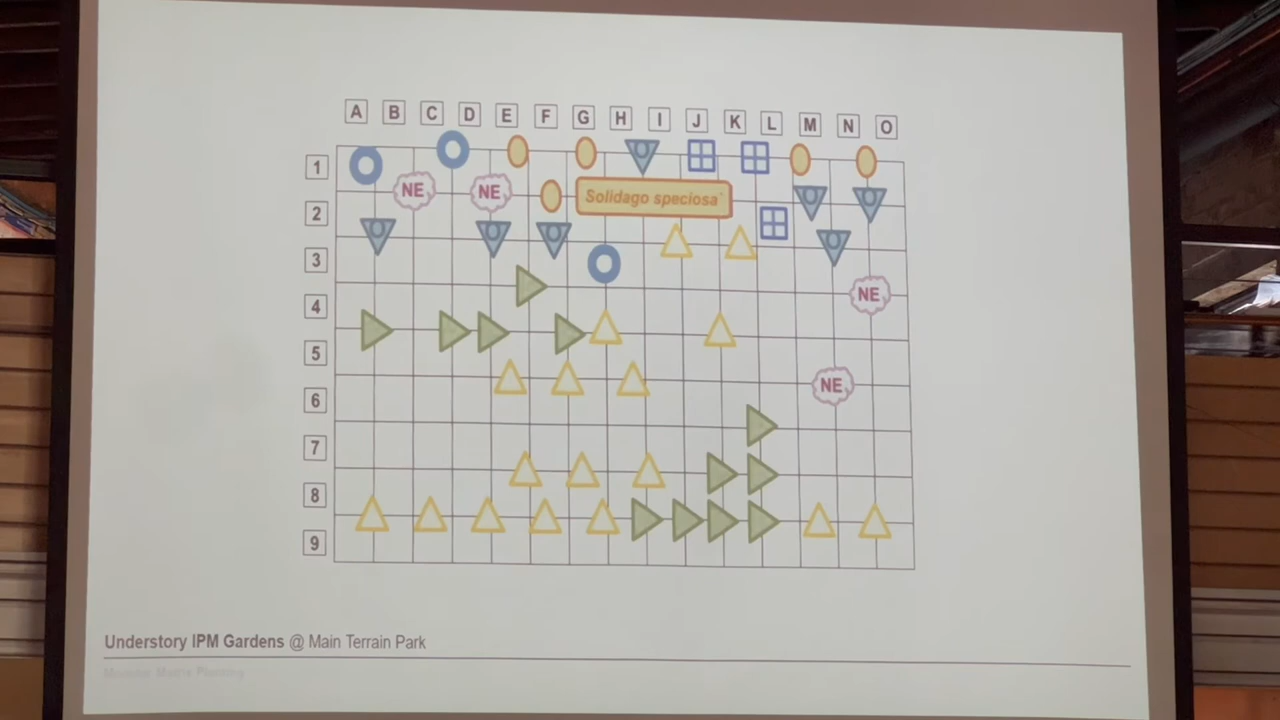 A B C D E F G H I J K L M N O
1
NE NE Solidago speciosa*
2
3
NE
4
5
NE
6
7
8
9
Understory IPM Gardens @ Main Terrain Park